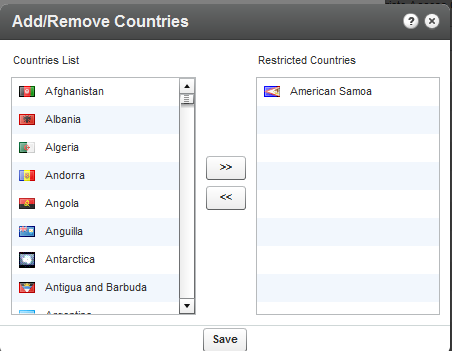 Add/Remove Countries
?
Countries List
Restricted Countries
Afghanistan
Albania
Algeria
Andorra
Angola
Anguilla
Antarctica
Antigua and Barbuda
American Samoa
>>
<<
Save